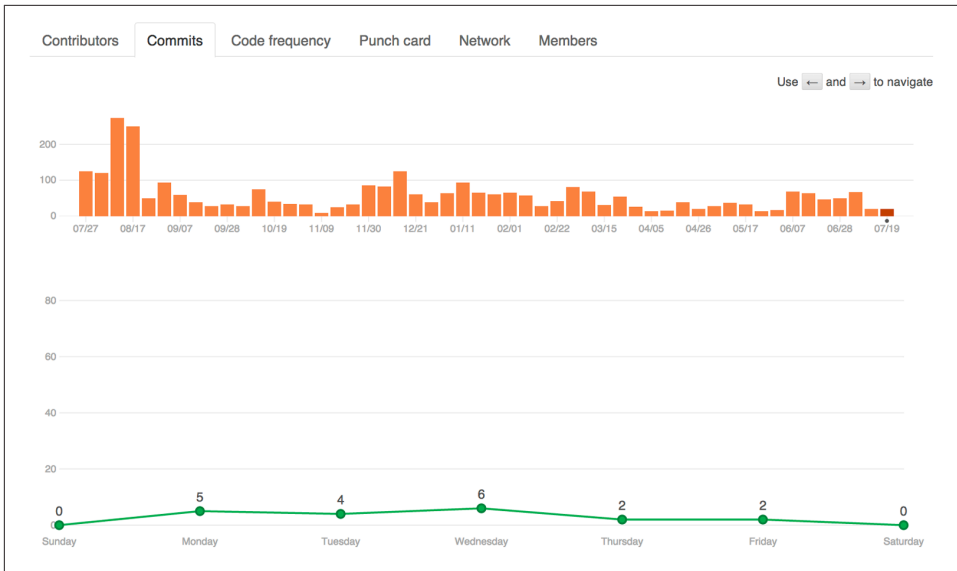 Contributors Commits Code frequency Punch card Network Members
Use ← and → to navigate
200
100
0
07/27 08/17 09/07 09/28 10/19 11/09 11/30 12/21 01/11 02/01 02/22 03/15 04/05 04/26 05/17 06/07 06/28 07/19
80
60
40
20
0 5 4 6 2 2 0
0
Sunday Monday Tuesday Wednesday Thursday Friday Saturday